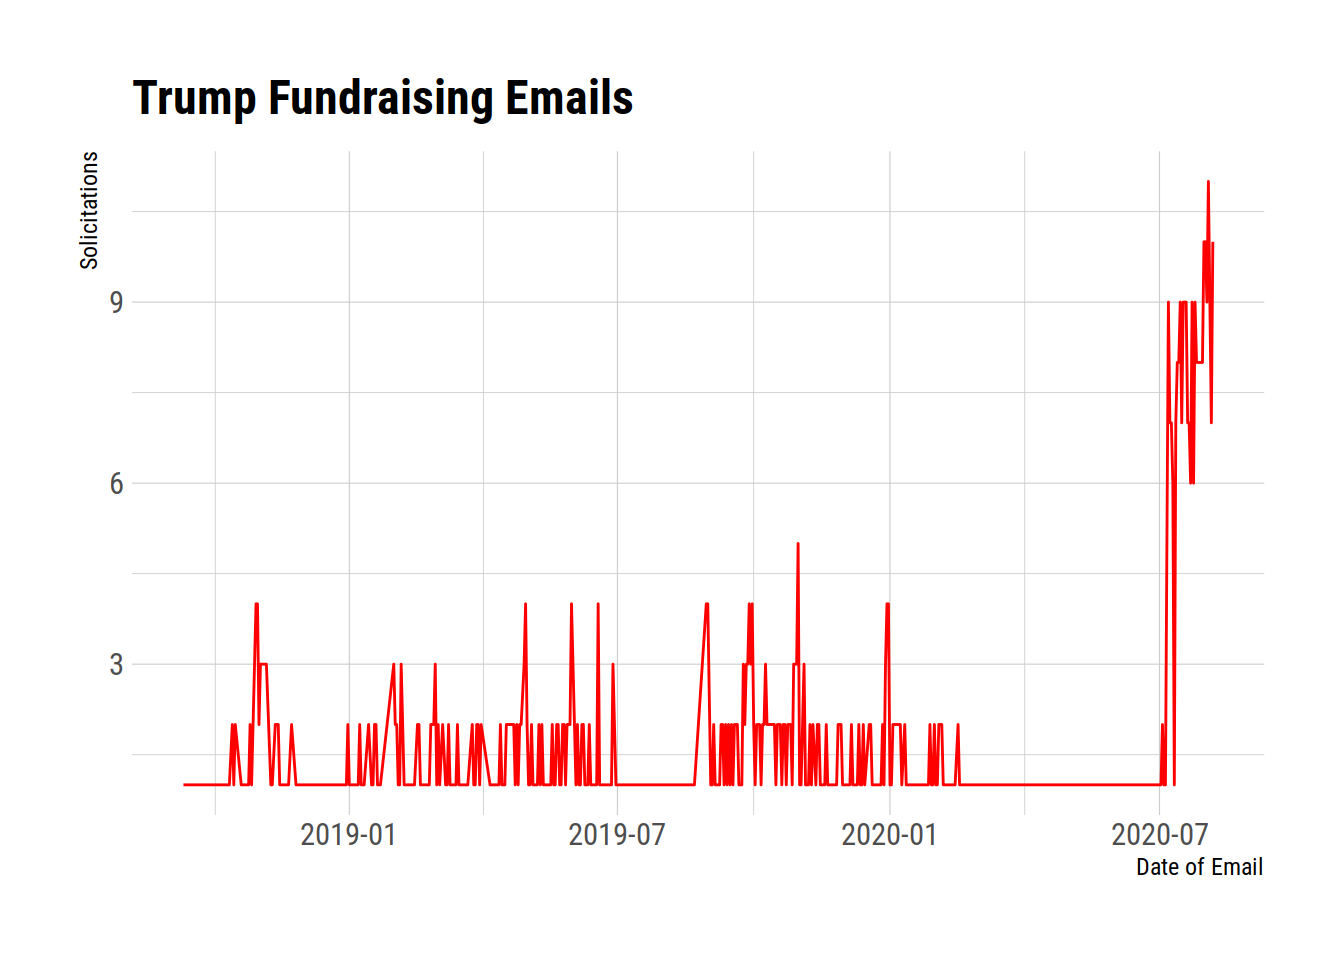 Trump Fundraising Emails
Solicitations
9
6
3
2019-01
2019-07
2020-01
2020-07
Date of Email